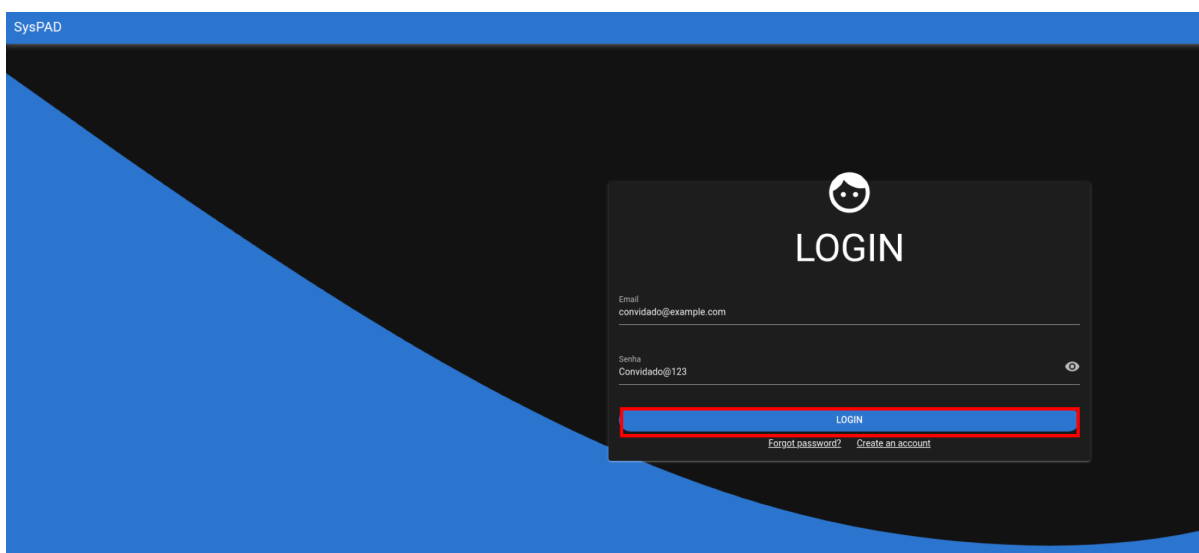 SysPAD
LOGIN
Email
convidado@example.com
Senha
Convidado@123
LOGIN
Forgot password? Create an account